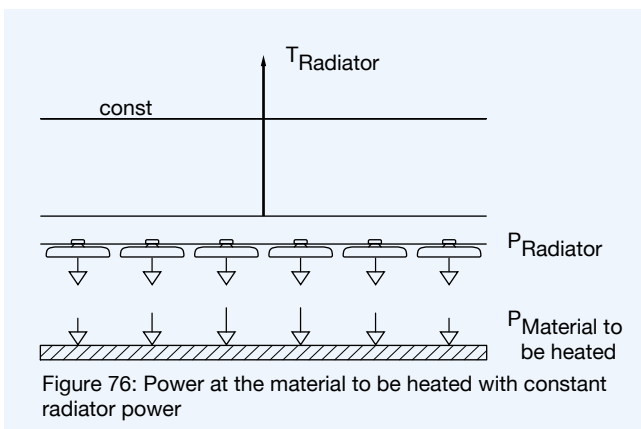 TRadiator
const
PRadiator
PMaterial to
be heated
Figure 76: Power at the material to be heated with constant
radiator power